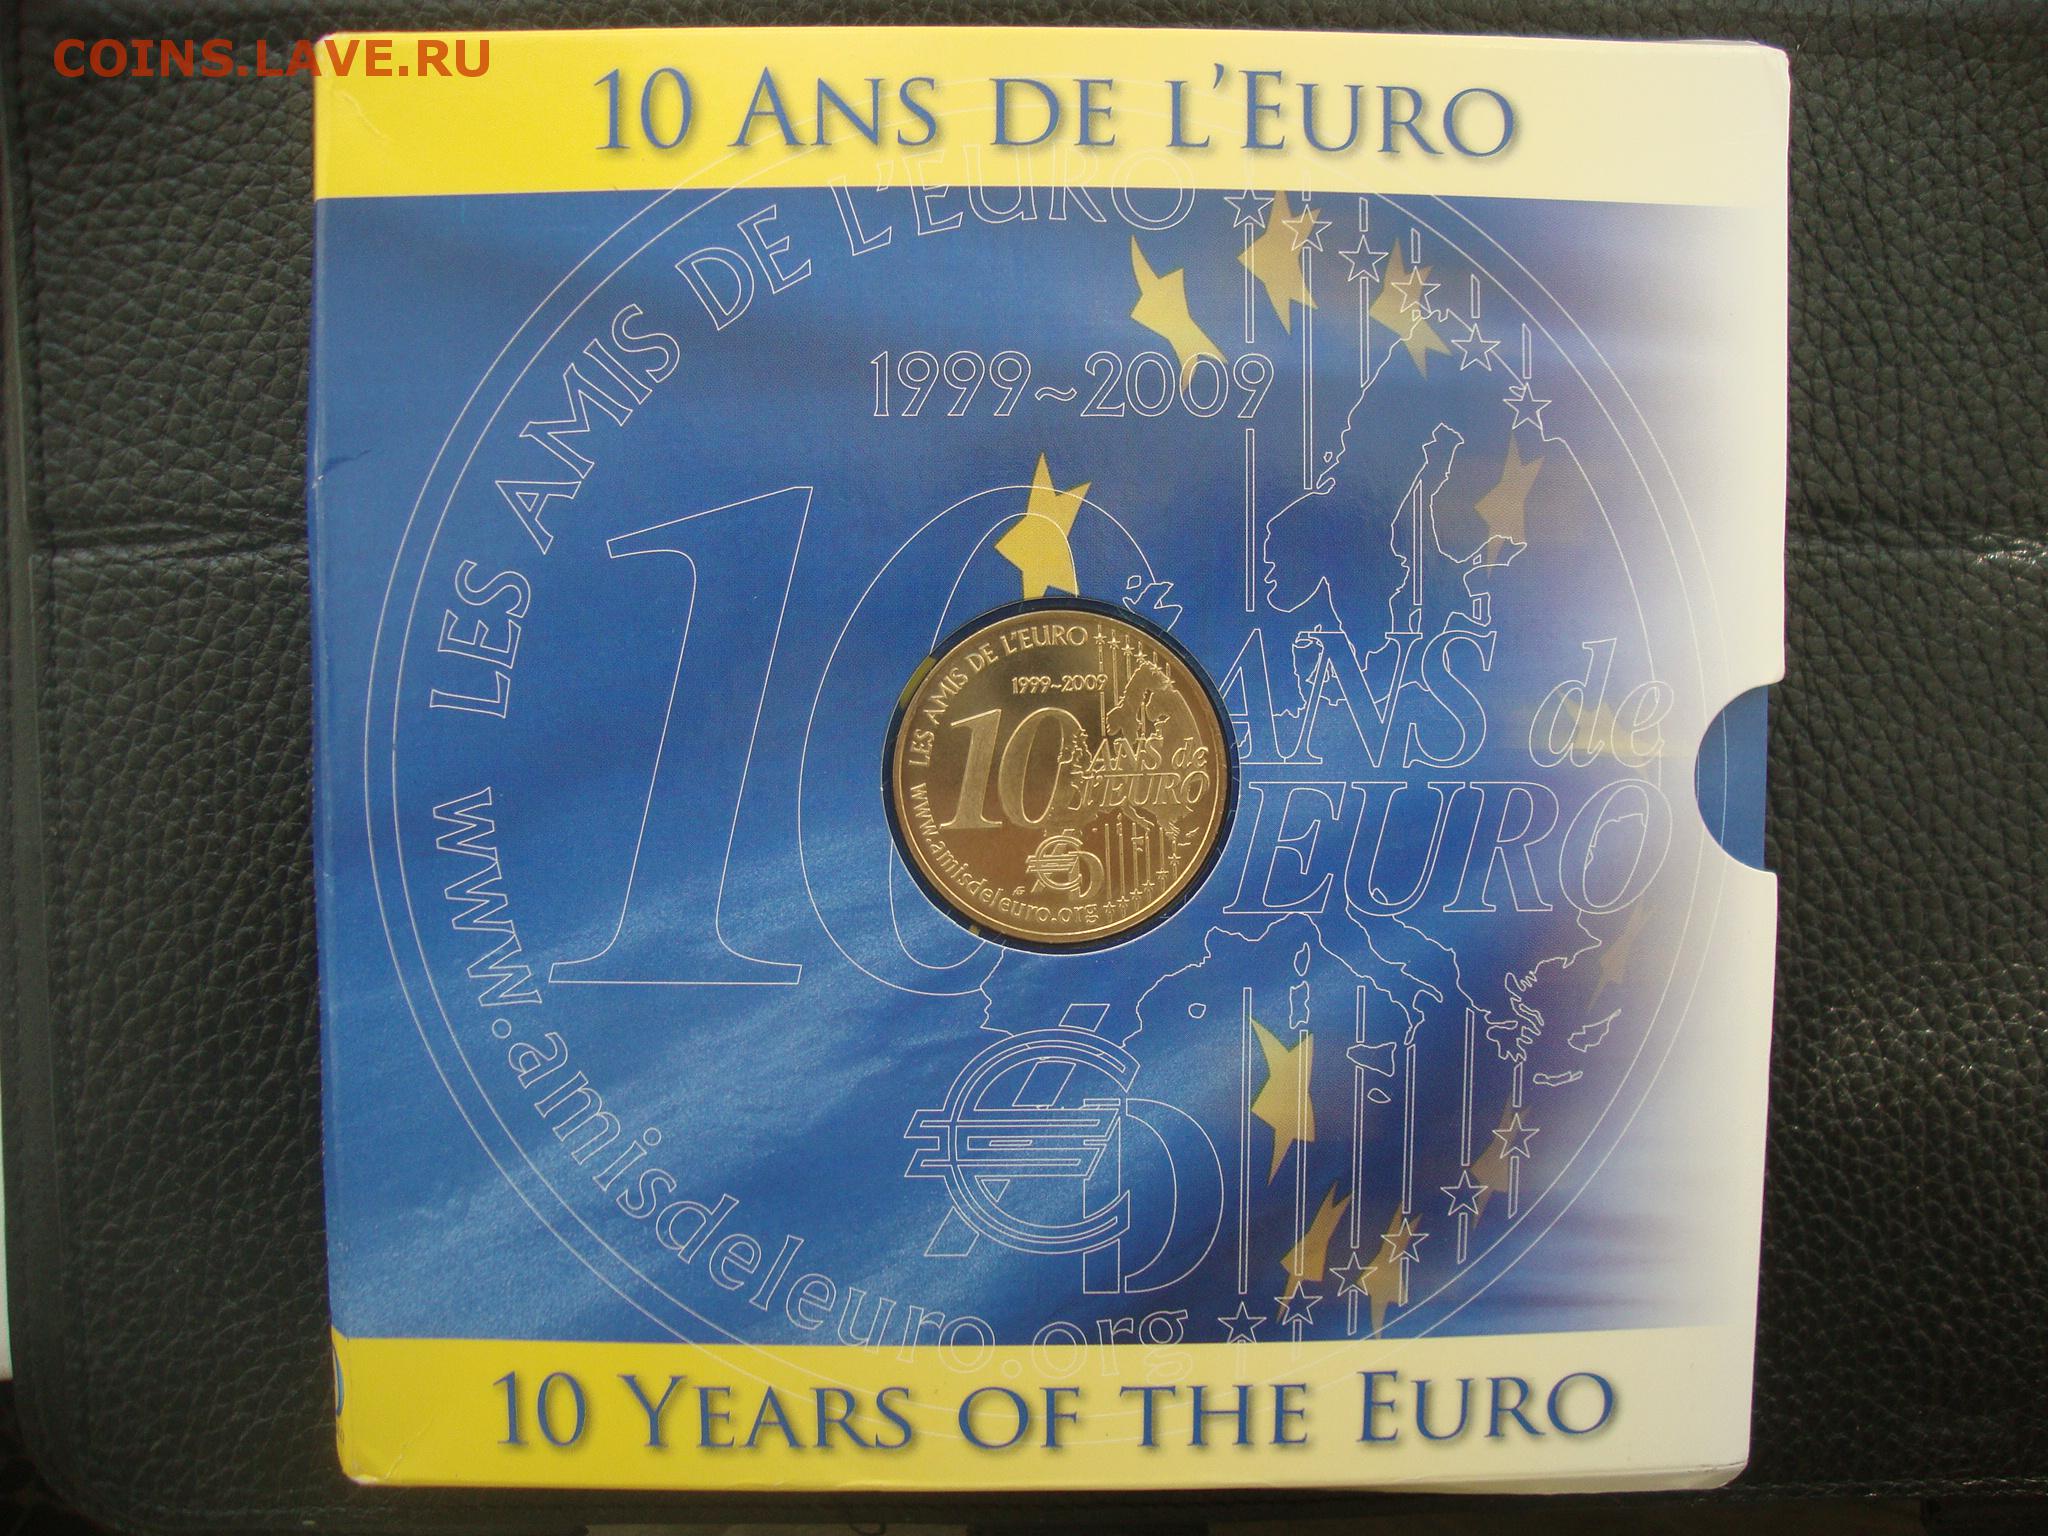 COINS.LAVE.RU
10 ANS DE L'EURO
LES AMIS DE L'EURO
1999~2009
10 ANS de
l'EURO
www.amisdeleuro.org
LES AMIS DE L'EURO
1999~2009
10 ANS de
EURO
www.amisdeleuro.org
10 YEARS OF THE EURO